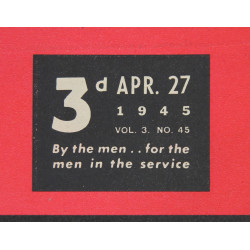 3d APR. 27
1945
VOL. 3. NO. 45
By the men . . for the
men in the service